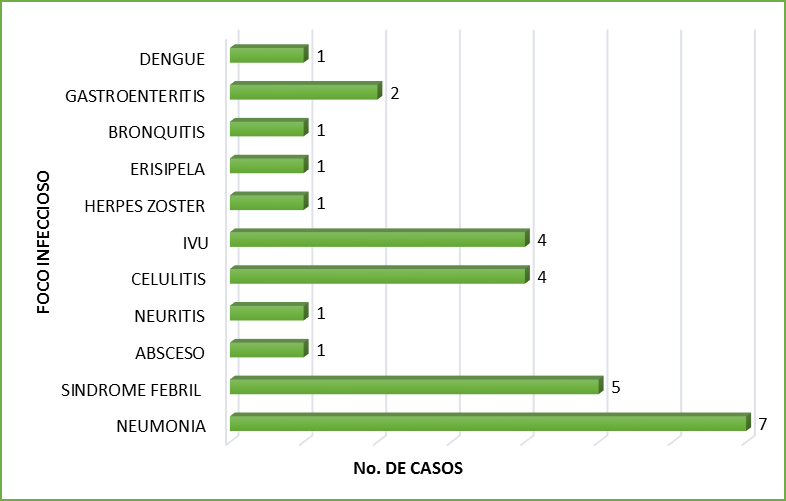 DENGUE 1
GASTROENTERITIS 2
BRONQUITIS 1
ERISIPELA 1
HERPES ZOSTER 1
IVU 4
CELULITIS 4
NEURITIS 1
ABSCESO 1
SINDROME FEBRIL 5
NEUMONIA 7
FOCO INFECCIOSO
No. DE CASOS